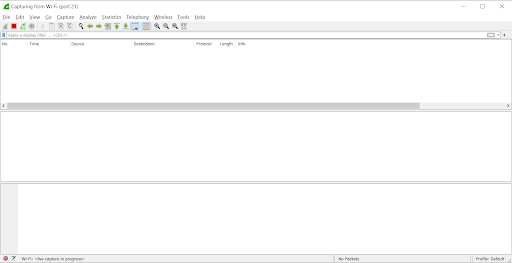 Capturing from Wi-Fi (port 21)
File Edit View Go Capture Analyze Statistics Telephony Wireless Tools Help
Apply a display filter ... <Ctrl-/>
No. Time Source Destination Protocol Length Info
Wi-Fi: <live capture in progress> No Packets Profile: Default